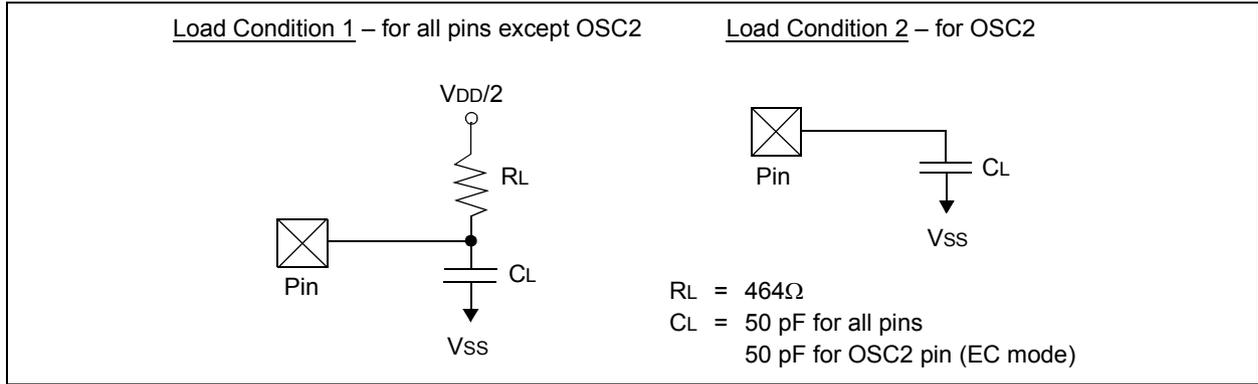 Load Condition 1 – for all pins except OSC2
Load Condition 2 – for OSC2
VDD/2
RL
Pin
CL
VSS
Pin
CL
VSS
RL = 464Ω
CL = 50 pF for all pins
50 pF for OSC2 pin (EC mode)